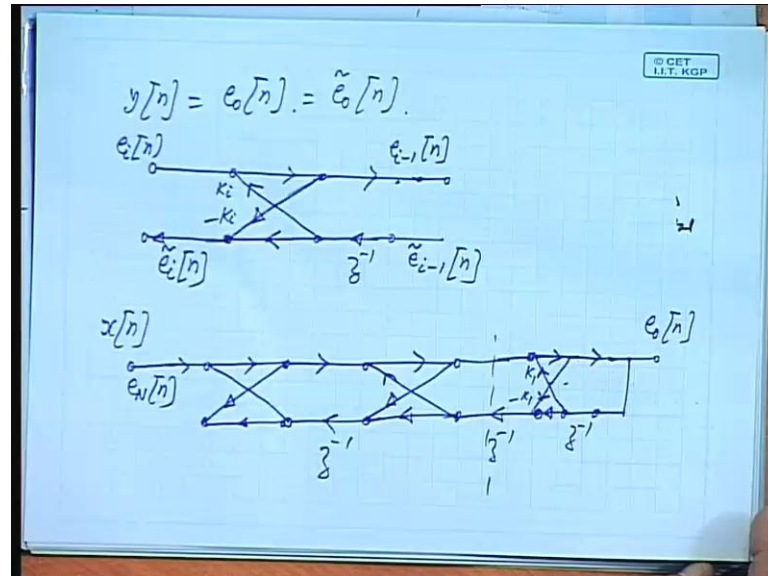 © CET
I.I.T. KGP
y[n] = e₀[n]. = ẽ₀[n].
eᵢ[n] eᵢ₋₁[n]
Kᵢ
-Kᵢ
ẽᵢ[n] z⁻¹ ẽᵢ₋₁[n]
x[n] e₀[n]
e_N[n] K₁
-K₁
z⁻¹ z⁻¹ z⁻¹